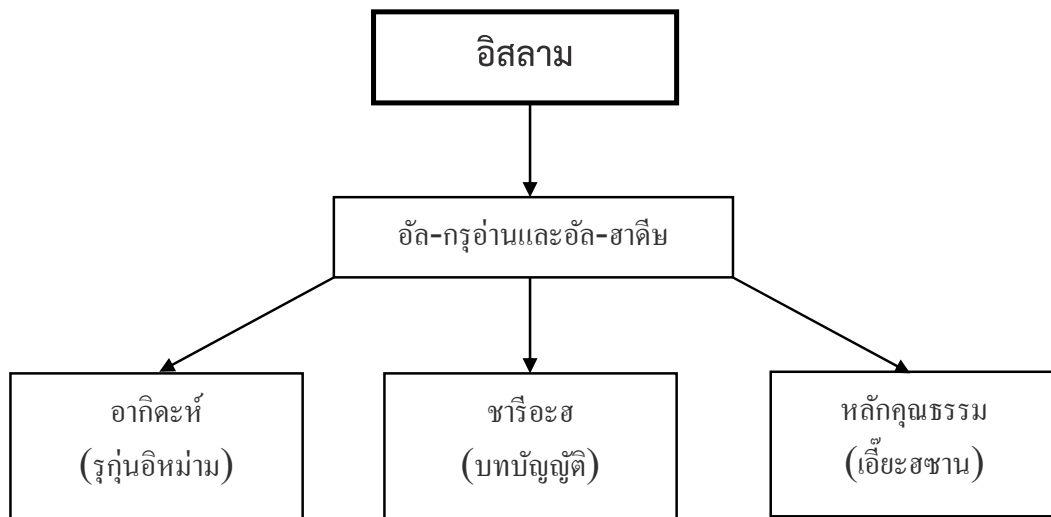 อิสลาม
อัล-กรุอ่านและอัล-ฮาดีษ
อากิดะห์
(รุกุ่นอิหม่าม)
ชารีอะฮ
(บทบัญญัติ)
หลักคุณธรรม
(เอี๊ยะฮซาน)